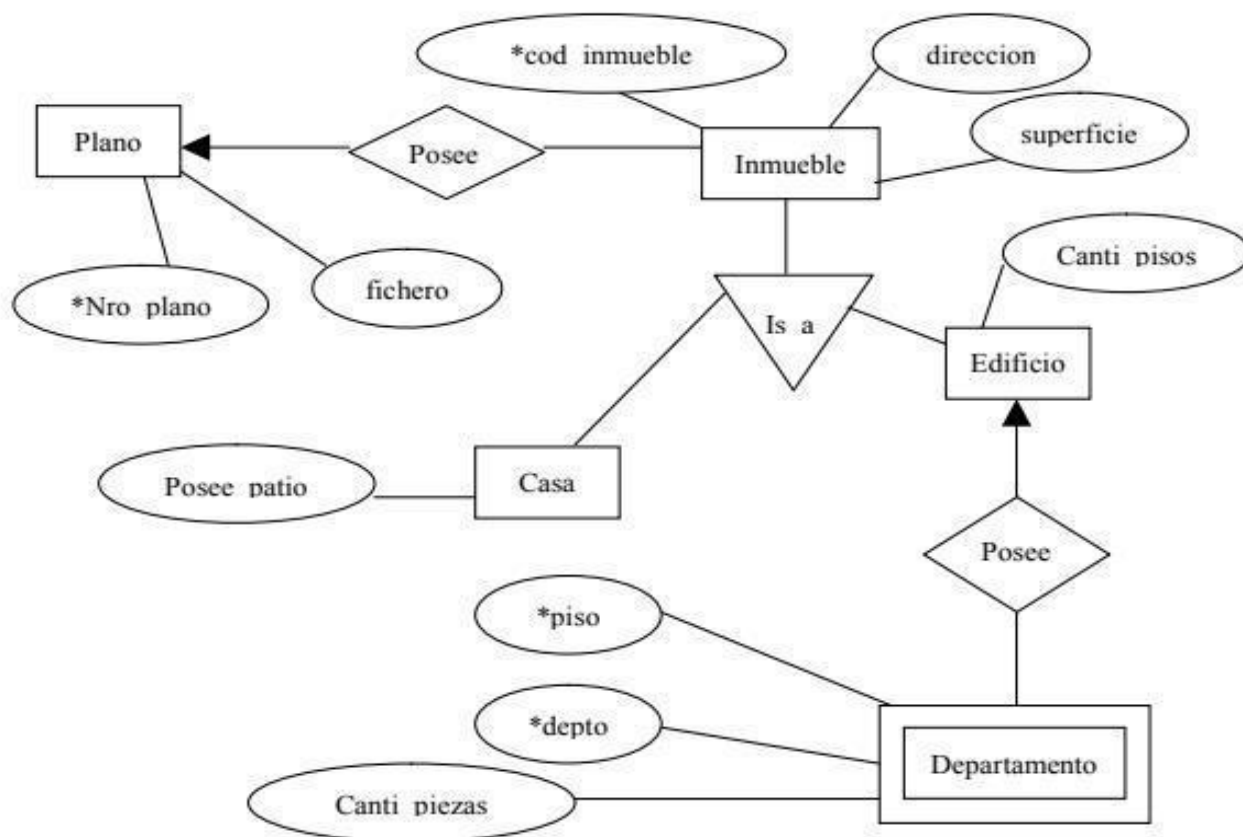 *cod inmueble
direccion
Plano
Posee
Inmueble
superficie
*Nro plano
fichero
Canti pisos
Is a
Edificio
Posee patio
Casa
Posee
*piso
*depto
Departamento
Canti piezas